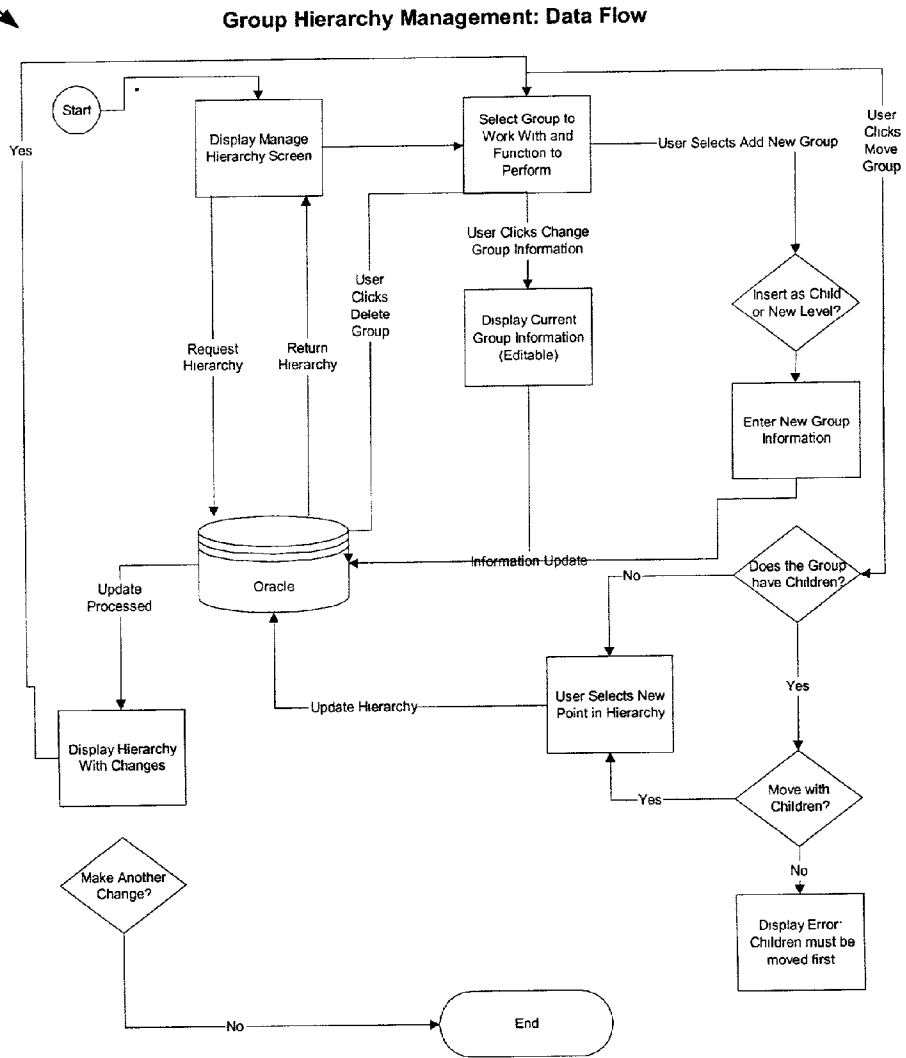 Group Hierarchy Management: Data Flow
Start
Display Manage
Hierarchy Screen
Select Group to
Work With and
Function to
Perform
User Selects Add New Group
User
Clicks
Move
Group
Yes
User Clicks Change
Group Information
User
Clicks
Delete
Group
Insert as Child
or New Level?
Display Current
Group Information
(Editable)
Request
Hierarchy
Return
Hierarchy
Enter New Group
Information
Information Update
Oracle
Does the Group
have Children?
No
Update
Processed
Yes
User Selects New
Point in Hierarchy
Update Hierarchy
Display Hierarchy
With Changes
Move with
Children?
Yes
No
Make Another
Change?
Display Error:
Children must be
moved first
No
End